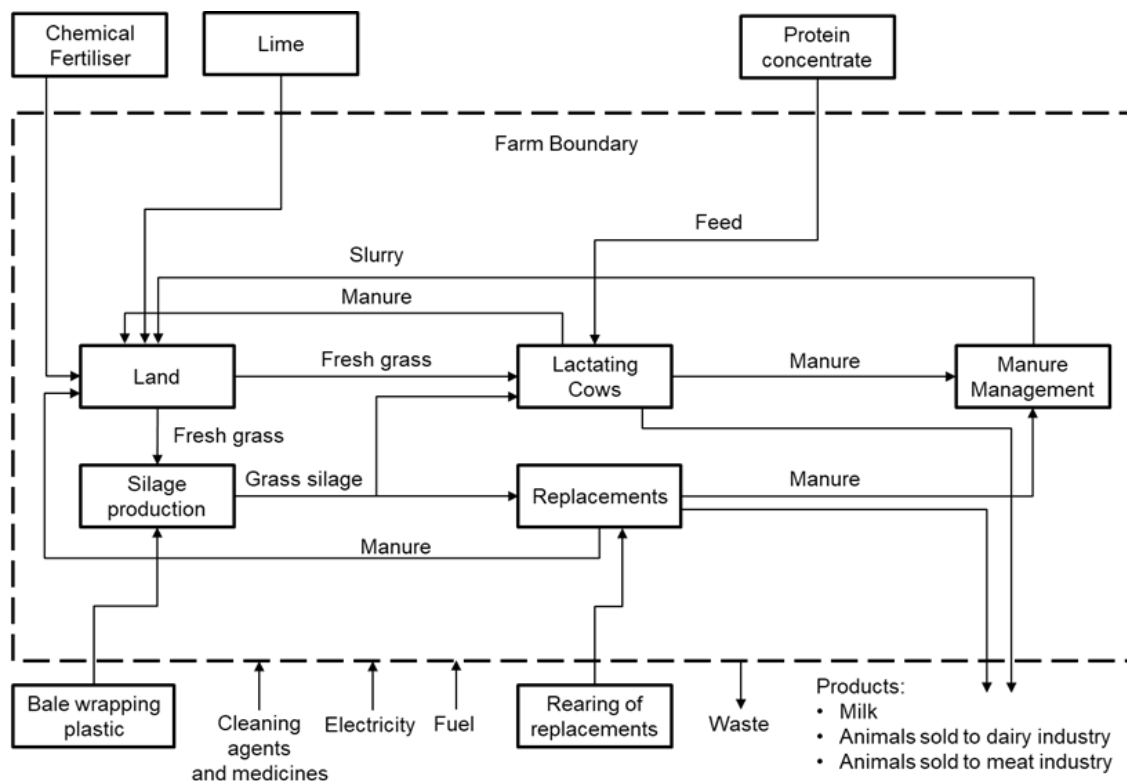 Chemical
Fertiliser
Lime
Protein
concentrate
Farm Boundary
Feed
Slurry
Manure
Land
Fresh grass
Lactating
Cows
Manure
Manure
Management
Fresh grass
Silage
production
Grass silage
Replacements
Manure
Manure
Bale wrapping
plastic
Cleaning
agents
and medicines
Electricity
Fuel
Rearing of
replacements
Waste
Products:
• Milk
• Animals sold to dairy industry
• Animals sold to meat industry